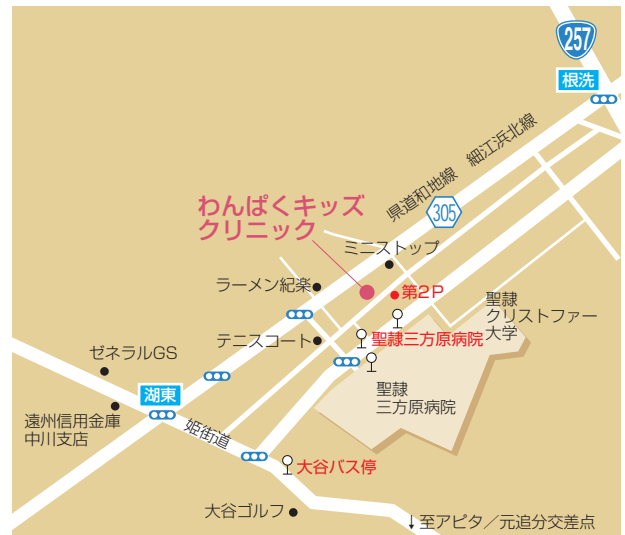 257
根洗
県道和地線 細江浜北線
305
わんぱくキッズ
クリニック
ミニストップ
ラーメン紀楽
第2P
聖隷
クリストファー
大学
テニスコート
聖隷三方原病院
ゼネラルGS
聖隷
三方原病院
湖東
遠州信用金庫
中川支店
姫街道
大谷バス停
大谷ゴルフ
↓至アピタ/元追分交差点